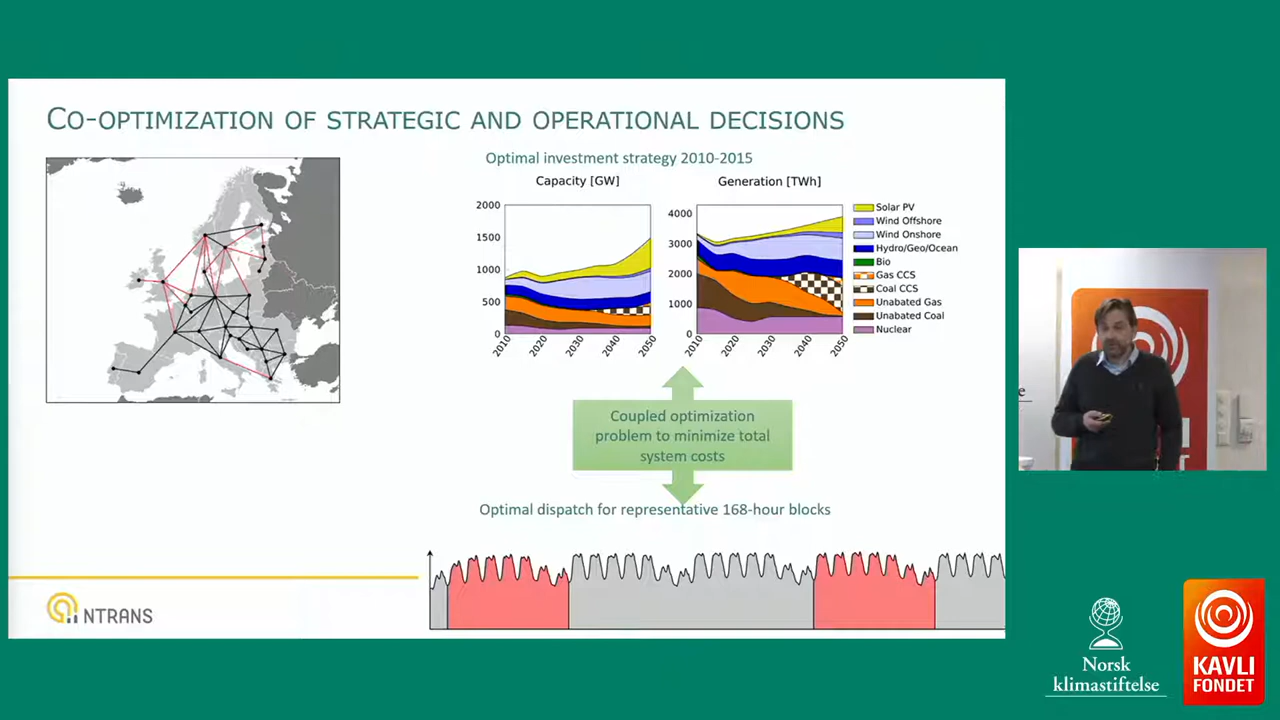 CO-OPTIMIZATION OF STRATEGIC AND OPERATIONAL DECISIONS
Optimal investment strategy 2010-2015
Capacity [GW]
2000
1500
1000
500
0
2010
2020
2030
2040
2050
Generation [TWh]
4000
3000
2000
1000
0
2010
2020
2030
2040
2050
Solar PV
Wind Offshore
Wind Onshore
Hydro/Geo/Ocean
Bio
Gas CCS
Coal CCS
Unabated Gas
Unabated Coal
Nuclear
Coupled optimization
problem to minimize total
system costs
Optimal dispatch for representative 168-hour blocks
NTRANS
e
Norsk
klimastiftelse
KAVLI
FONDET